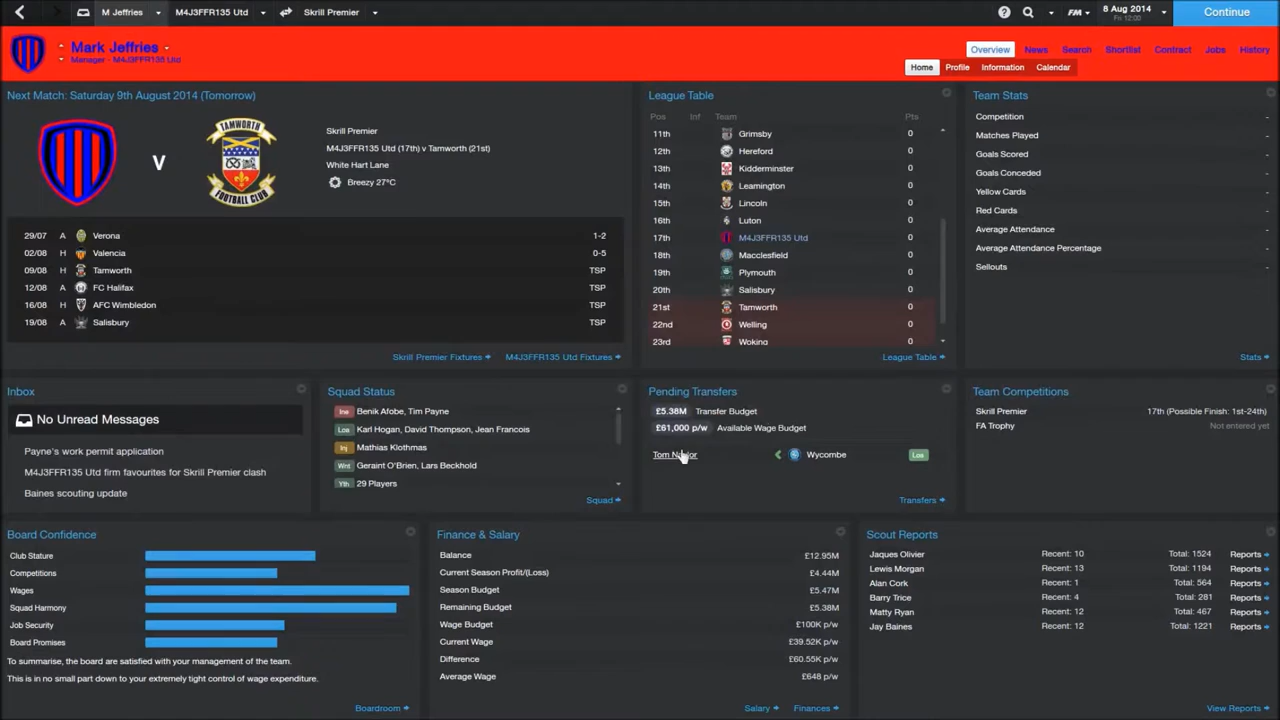 M Jeffries M4J3FFR135 Utd Skrill Premier FM 8 Aug 2014 Fri 12:00 Continue
Mark Jeffries
Manager - M4J3FFR135 Utd
Overview News Search Shortlist Contract Jobs History
Home Profile Information Calendar
Next Match: Saturday 9th August 2014 (Tomorrow)
TAMWORTH
FOOTBALL CLUB
V
Skrill Premier
M4J3FFR135 Utd (17th) v Tamworth (21st)
White Hart Lane
Breezy 27°C
29/07 A Verona 1-2
02/08 H Valencia 0-5
09/08 H Tamworth TSP
12/08 A FC Halifax TSP
16/08 H AFC Wimbledon TSP
19/08 A Salisbury TSP
Skrill Premier Fixtures M4J3FFR135 Utd Fixtures
League Table
Pos Inf Team Pts
11th Grimsby 0
12th Hereford 0
13th Kidderminster 0
14th Leamington 0
15th Lincoln 0
16th Luton 0
17th M4J3FFR135 Utd 0
18th Macclesfield 0
19th Plymouth 0
20th Salisbury 0
21st Tamworth 0
22nd Welling 0
23rd Woking 0
League Table
Team Stats
Competition -
Matches Played -
Goals Scored -
Goals Conceded -
Yellow Cards -
Red Cards -
Average Attendance -
Average Attendance Percentage -
Sellouts -
Stats
Inbox
No Unread Messages
Payne's work permit application
M4J3FFR135 Utd firm favourites for Skrill Premier clash
Baines scouting update
Squad Status
Ine Benik Afobe, Tim Payne
Loa Karl Hogan, David Thompson, Jean Francois
Inj Mathias Klothmas
Wnt Geraint O'Brien, Lars Beckhold
Yth 29 Players
Squad
Pending Transfers
£5.38M Transfer Budget
£61,000 p/w Available Wage Budget
Tom Wycombe Loa
Transfers
Team Competitions
Skrill Premier 17th (Possible Finish: 1st-24th)
FA Trophy Not entered yet
Board Confidence
Club Stature
Competitions
Wages
Squad Harmony
Job Security
Board Promises
To summarise, the board are satisfied with your management of the team.
This is in no small part down to your extremely tight control of wage expenditure.
Boardroom
Finance & Salary
Balance £12.95M
Current Season Profit/(Loss) £4.44M
Season Budget £5.47M
Remaining Budget £5.38M
Wage Budget £100K p/w
Current Wage £39.52K p/w
Difference £60.55K p/w
Average Wage £648 p/w
Salary Finances
Scout Reports
Jaques Olivier Recent: 10 Total: 1524 Reports
Lewis Morgan Recent: 13 Total: 1194 Reports
Alan Cork Recent: 1 Total: 564 Reports
Barry Trice Recent: 4 Total: 281 Reports
Matty Ryan Recent: 12 Total: 467 Reports
Jay Baines Recent: 12 Total: 1221 Reports
View Reports